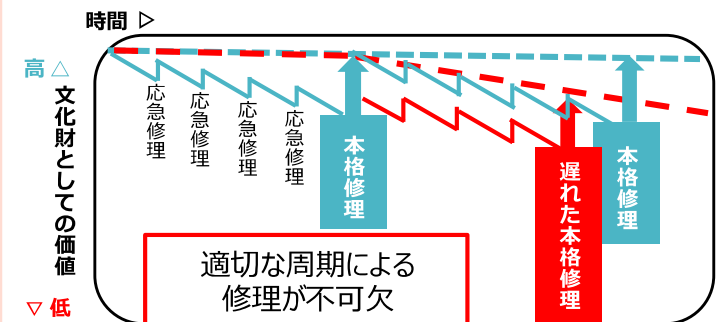 時間 ▷
高 △
文化財としての価値
▽ 低
応急修理
応急修理
応急修理
応急修理
本格修理
遅れた本格修理
本格修理
適切な周期による
修理が不可欠